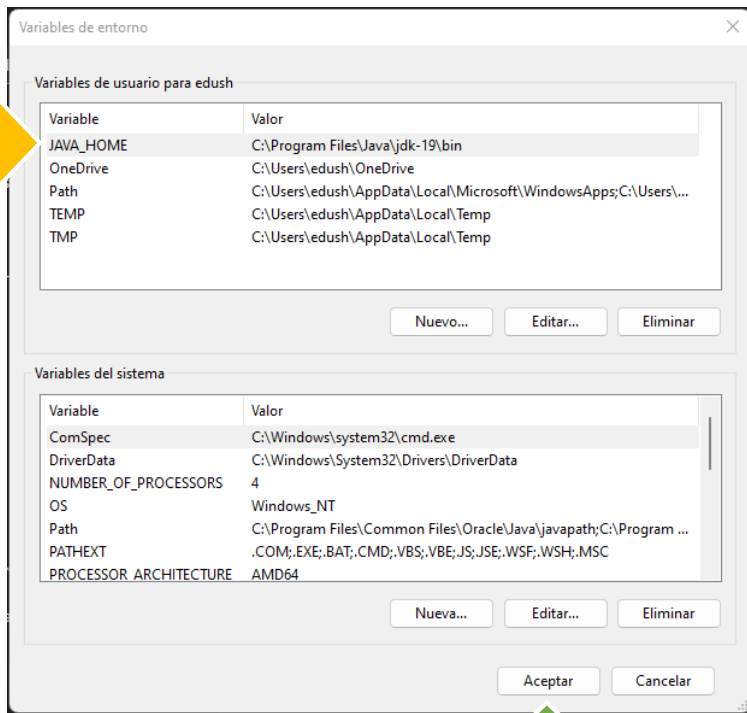 Variables de entorno
Variables de usuario para edush
Variable Valor
JAVA_HOME C:\Program Files\Java\jdk-19\bin
OneDrive C:\Users\edush\OneDrive
Path C:\Users\edush\AppData\Local\Microsoft\WindowsApps;C:\Users\...
TEMP C:\Users\edush\AppData\Local\Temp
TMP C:\Users\edush\AppData\Local\Temp
Nuevo... Editar... Eliminar
Variables del sistema
Variable Valor
ComSpec C:\Windows\system32\cmd.exe
DriverData C:\Windows\System32\Drivers\DriverData
NUMBER_OF_PROCESSORS 4
OS Windows_NT
Path C:\Program Files\Common Files\Oracle\Java\javapath;C:\Program ...
PATHEXT .COM;.EXE;.BAT;.CMD;.VBS;.VBE;.JS;.JSE;.WSF;.WSH;.MSC
PROCESSOR_ARCHITECTURE AMD64
Nueva... Editar... Eliminar
Aceptar Cancelar